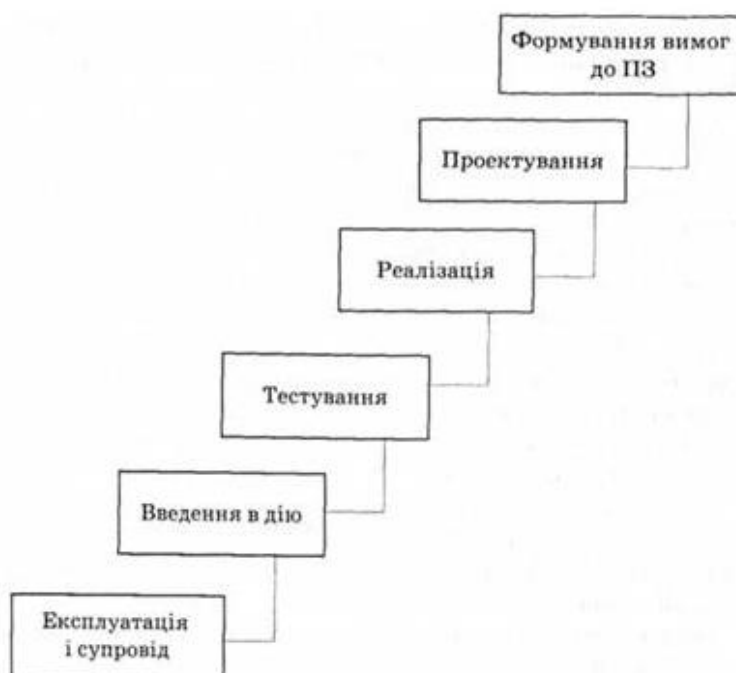 Формування вимог
до ПЗ
Проектування
Реалізація
Тестування
Введення в дію
Експлуатація
і супровід